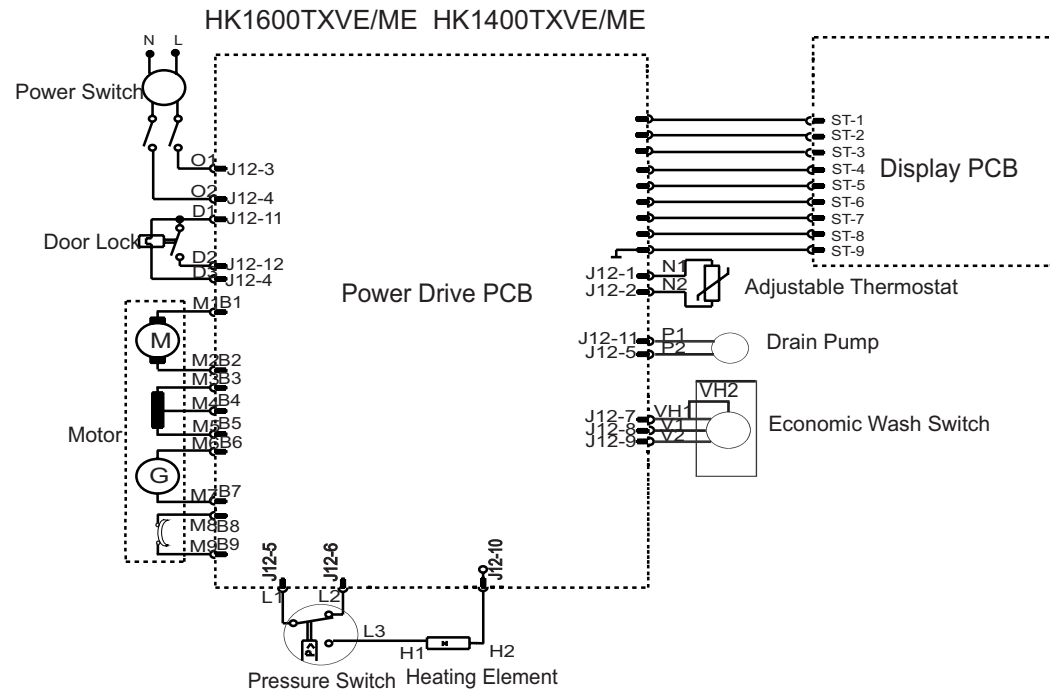 HK1600TXVE/ME HK1400TXVE/ME
N L
Power Switch
O1
J12-3
O2
J12-4
D1
J12-11
Door Lock
D2
J12-12
D3
J12-4
M1B1
M
M2B2
M3B3
M4B4
M5B5
Motor
M6B6
G
M7B7
M8B8
M9B9
Power Drive PCB
ST-1
ST-2
ST-3
ST-4
ST-5
ST-6
ST-7
ST-8
ST-9
Display PCB
J12-1 N1
J12-2 N2
Adjustable Thermostat
J12-11 P1
J12-5 P2
Drain Pump
VH2
J12-7 VH1
J12-8 V1
J12-9 V2
Economic Wash Switch
J12-5
J12-6
J12-10
L1
L2
L3
P>
H1
H2
Pressure Switch
Heating Element